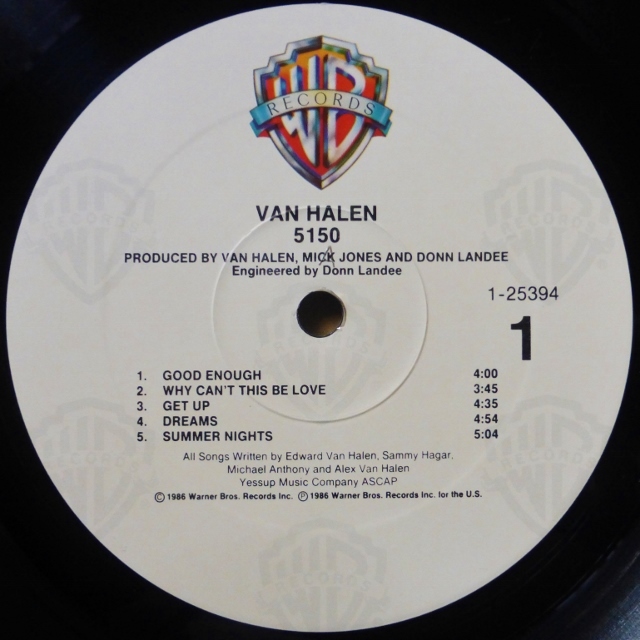 WB
RECORDS
VAN HALEN
5150
PRODUCED BY VAN HALEN, MICK JONES AND DONN LANDEE
Engineered by Donn Landee
1-25394
1
1. GOOD ENOUGH 4:00
2. WHY CAN'T THIS BE LOVE 3:45
3. GET UP 4:35
4. DREAMS 4:54
5. SUMMER NIGHTS 5:04
All Songs Written by Edward Van Halen, Sammy Hagar,
Michael Anthony and Alex Van Halen
Yessup Music Company ASCAP
© 1986 Warner Bros. Records Inc. ℗ 1986 Warner Bros. Records Inc. for the U.S.